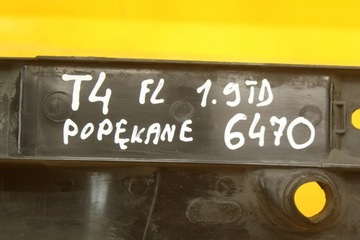 T4 FL 1.9TD
POPĘKANE 6470